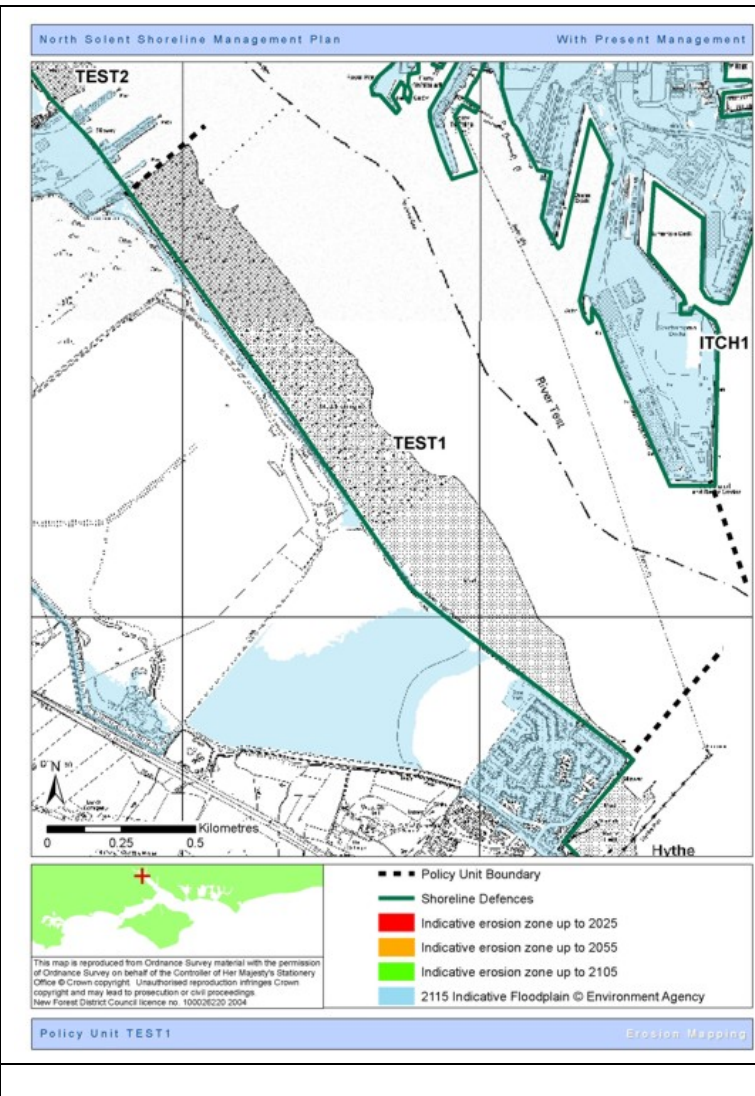 North Solent Shoreline Management Plan
With Present Management
TEST2
ITCH1
River Test
TEST1
N
0 0.25 0.5 Kilometres
Hythe
Policy Unit Boundary
Shoreline Defences
Indicative erosion zone up to 2025
Indicative erosion zone up to 2055
Indicative erosion zone up to 2105
2115 Indicative Floodplain © Environment Agency
This map is reproduced from Ordnance Survey material with the permission
of Ordnance Survey on behalf of the Controller of Her Majesty's Stationery
Office © Crown copyright. Unauthorised reproduction infringes Crown
copyright and may lead to prosecution or civil proceedings.
New Forest District Council licence no. 100026220 2004
Policy Unit TEST1
Erosion Mapping